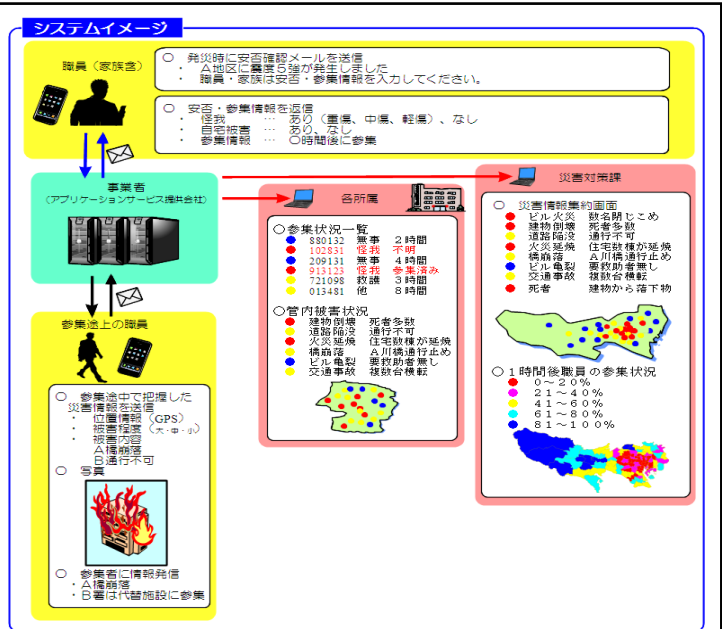 システムイメージ
職員（家族含）
○ 発災時に安否確認メールを送信
・ A地区に震度５強が発生しました
・ 職員・家族は安否・参集情報を入力してください。
○ 安否・参集情報を返信
・ 怪我 … あり（重傷、中傷、軽傷）、なし
・ 自宅被害 … あり、なし
・ 参集情報 … ○時間後に参集
事業者
（アプリケーションサービス提供会社）
参集途上の職員
○ 参集途中で把握した
災害情報を送信
・ 位置情報（GPS）
・ 被害程度（大・中・小）
・ 被害内容
A橋崩落
B通行不可
○ 写真
○ 参集者に情報発信
・A橋崩落
・B署は代替施設に参集
各所属
○参集状況一覧
880132 無事 2時間
102831 怪我 不明
209131 無事 4時間
913123 怪我 参集済み
721098 救護 3時間
013481 他 8時間
○管内被害状況
建物倒壊 死者多数
道路陥没 通行不可
火災延焼 住宅数棟が延焼
橋崩落 A川橋通行止め
ビル亀裂 要救助者無し
交通事故 複数台横転
災害対策課
○ 災害情報集約画面
ビル火災 数名閉じこめ
建物倒壊 死者多数
道路陥没 通行不可
火災延焼 住宅数棟が延焼
橋崩落 A川橋通行止め
ビル亀裂 要救助者無し
交通事故 複数台横転
死者 建物から落下物
○１時間後職員の参集状況
０～２０％
２１～４０％
４１～６０％
６１～８０％
８１～１００％